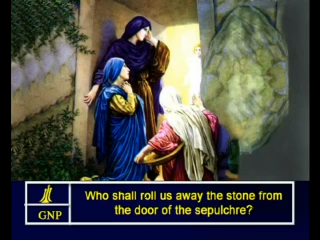 Who shall roll us away the stone from
the door of the sepulchre?
GNP